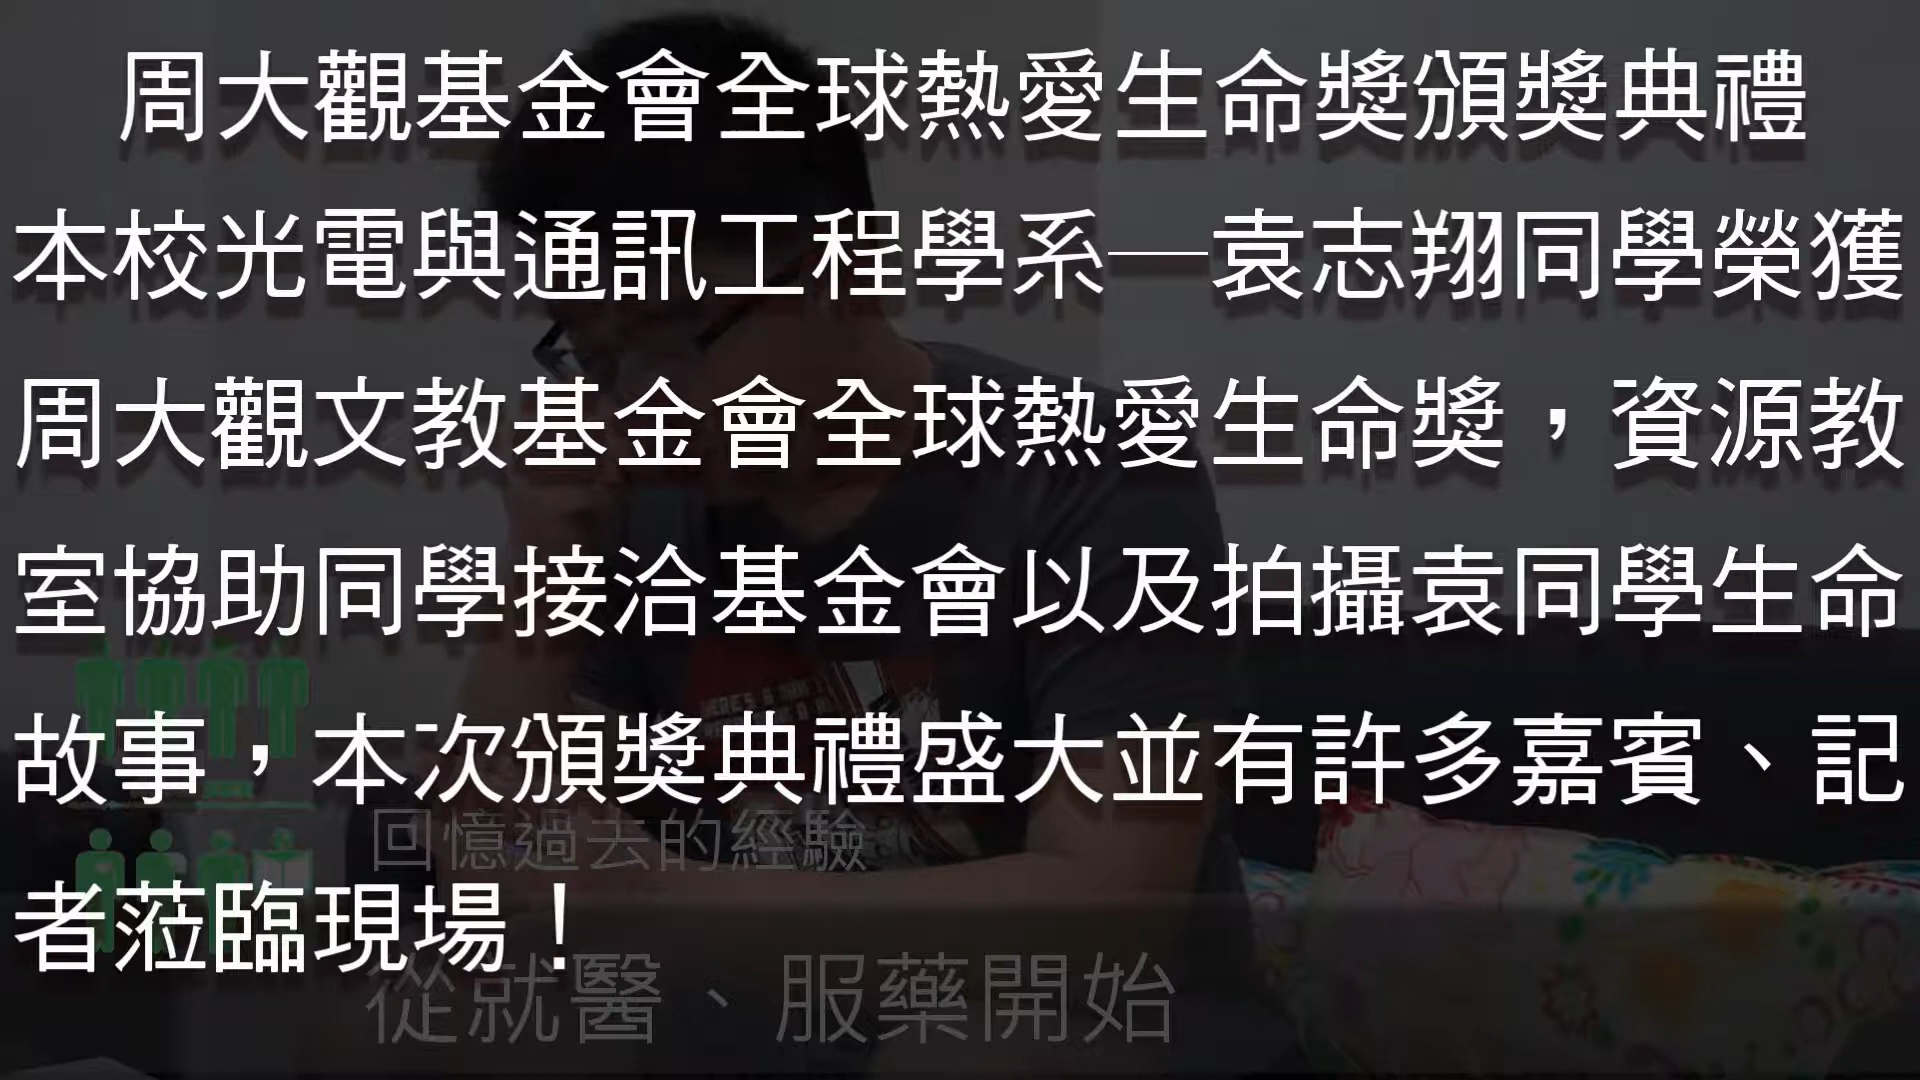 周大觀基金會全球熱愛生命獎頒獎典禮
本校光電與通訊工程學系—袁志翔同學榮獲
周大觀文教基金會全球熱愛生命獎，資源教
室協助同學接洽基金會以及拍攝袁同學生命
故事，本次頒獎典禮盛大並有許多嘉賓、記
者蒞臨現場！
回憶過去的經驗
從就醫、服藥開始